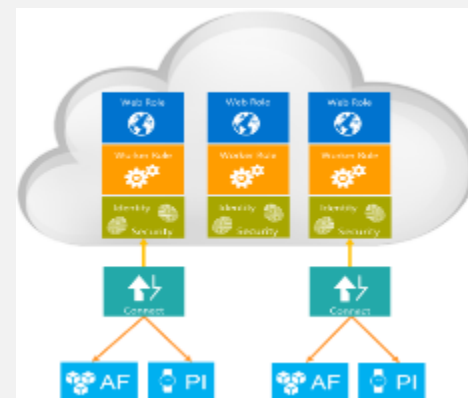 Web Role Web Role Web Role
Worker Role Worker Role Worker Role
Identity Identity Identity
Security Security Security
Connect Connect
AF PI AF PI